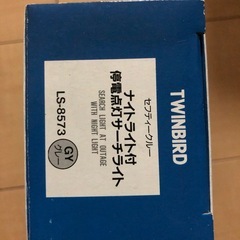 TWINBIRD
セフティークルー
ナイトライト付
停電点灯サーチライト
SEARCH LIGHT AT OUTAGE
WITH NIGHT LIGHT
LS-8573
GY
グレー